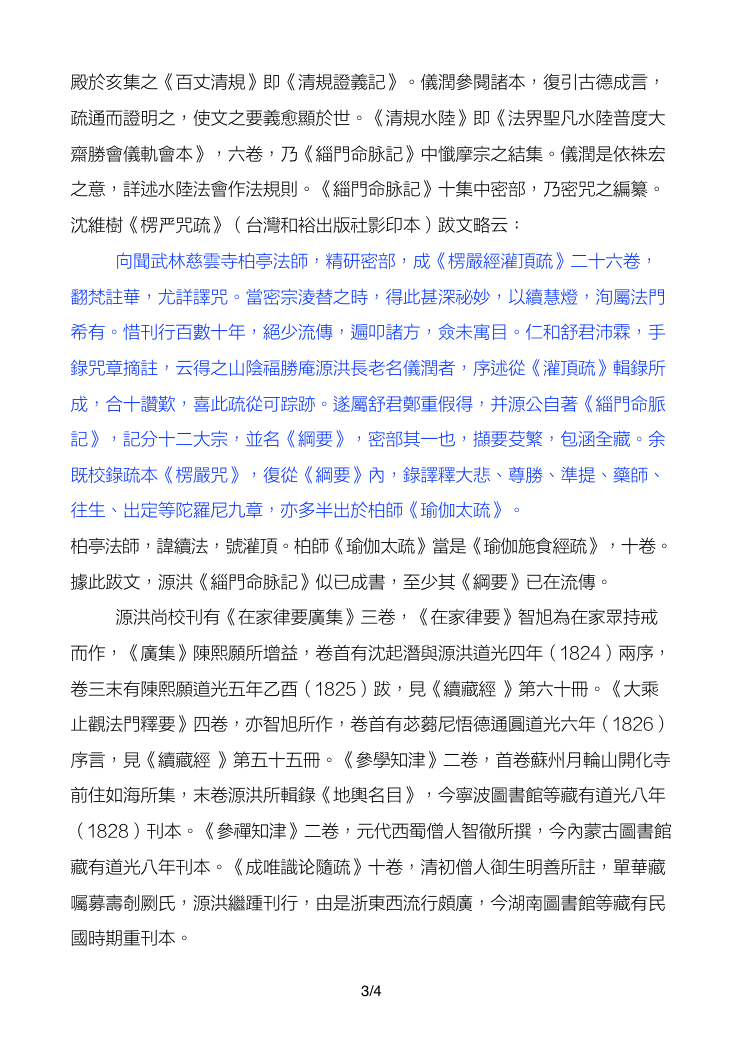 殿於亥集之《百丈清規》即《清規證義記》。儀潤參閱諸本，復引古德成言，
疏通而證明之，使文之要義愈顯於世。《清規水陸》即《法界聖凡水陸普度大
齋勝會儀軌會本》，六卷，乃《緇門命脉記》中懺摩宗之結集。儀潤是依袾宏
之意，詳述水陸法會作法規則。《緇門命脉記》十集中密部，乃密咒之編纂。
沈維樹《楞严咒疏》（台灣和裕出版社影印本）跋文略云：
向聞武林慈雲寺柏亭法師，精研密部，成《楞嚴經灌頂疏》二十六卷，
翻梵註華，尤詳譯咒。當密宗淩替之時，得此甚深祕妙，以續慧燈，洵屬法門
希有。惜刊行百數十年，絕少流傳，遍叩諸方，僉未寓目。仁和舒君沛霖，手
錄咒章摘註，云得之山陰福勝庵源洪長老名儀潤者，序述從《灌頂疏》輯錄所
成，合十讚歎，喜此疏從可踪跡。遂屬舒君鄭重假得，并源公自著《緇門命脈
記》，記分十二大宗，並名《綱要》，密部其一也，擷要芟繁，包涵全藏。余
既校錄疏本《楞嚴咒》，復從《綱要》內，錄譯釋大悲、尊勝、準提、藥師、
往生、出定等陀羅尼九章，亦多半出於柏師《瑜伽太疏》。
柏亭法師，諱續法，號灌頂。柏師《瑜伽太疏》當是《瑜伽施食經疏》，十卷。
據此跋文，源洪《緇門命脉記》似已成書，至少其《綱要》已在流傳。
源洪尚校刊有《在家律要廣集》三卷，《在家律要》智旭為在家眾持戒
而作，《廣集》陳熙願所增益，卷首有沈起潛與源洪道光四年（1824）兩序，
卷三末有陳熙願道光五年乙酉（1825）跋，見《續藏經 》第六十冊。《大乘
止觀法門釋要》四卷，亦智旭所作，卷首有苾蒭尼悟德通圓道光六年（1826）
序言，見《續藏經 》第五十五冊。《參學知津》二卷，首卷蘇州月輪山開化寺
前住如海所集，末卷源洪所輯錄《地輿名目》，今寧波圖書館等藏有道光八年
（1828）刊本。《參禪知津》二卷，元代西蜀僧人智徹所撰，今內蒙古圖書館
藏有道光八年刊本。《成唯識论隨疏》十卷，清初僧人御生明善所註，單華藏
囑募壽剞劂氏，源洪繼踵刊行，由是浙東西流行頗廣，今湖南圖書館等藏有民
國時期重刊本。
3/4